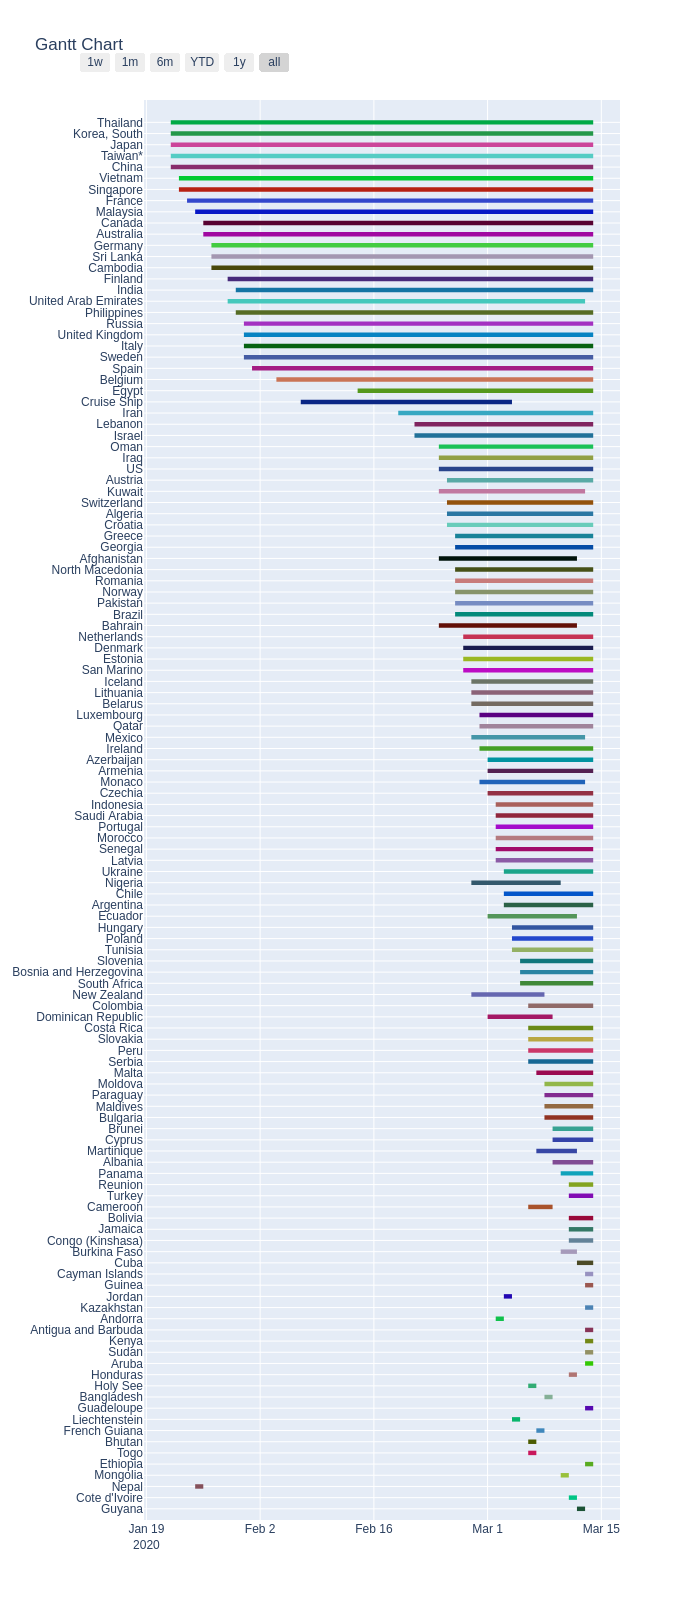 Gantt Chart
1w 1m 6m YTD 1y all
Thailand
Korea, South
Japan
Taiwan*
China
Vietnam
Singapore
France
Malaysia
Canada
Australia
Germany
Sri Lanka
Cambodia
Finland
India
United Arab Emirates
Philippines
Russia
United Kingdom
Italy
Sweden
Spain
Belgium
Egypt
Cruise Ship
Iran
Lebanon
Israel
Oman
Iraq
US
Austria
Kuwait
Switzerland
Algeria
Croatia
Greece
Georgia
Afghanistan
North Macedonia
Romania
Norway
Pakistan
Brazil
Bahrain
Netherlands
Denmark
Estonia
San Marino
Iceland
Lithuania
Belarus
Luxembourg
Qatar
Mexico
Ireland
Azerbaijan
Armenia
Monaco
Czechia
Indonesia
Saudi Arabia
Portugal
Morocco
Senegal
Latvia
Ukraine
Nigeria
Chile
Argentina
Ecuador
Hungary
Poland
Tunisia
Slovenia
Bosnia and Herzegovina
South Africa
New Zealand
Colombia
Dominican Republic
Costa Rica
Slovakia
Peru
Serbia
Malta
Moldova
Paraguay
Maldives
Bulgaria
Brunei
Cyprus
Martinique
Albania
Panama
Reunion
Turkey
Cameroon
Bolivia
Jamaica
Congo (Kinshasa)
Burkina Faso
Cuba
Cayman Islands
Guinea
Jordan
Kazakhstan
Andorra
Antigua and Barbuda
Kenya
Sudan
Aruba
Honduras
Holy See
Bangladesh
Guadeloupe
Liechtenstein
French Guiana
Bhutan
Togo
Ethiopia
Mongolia
Nepal
Cote d'Ivoire
Guyana
Jan 19 Feb 2 Feb 16 Mar 1 Mar 15
2020